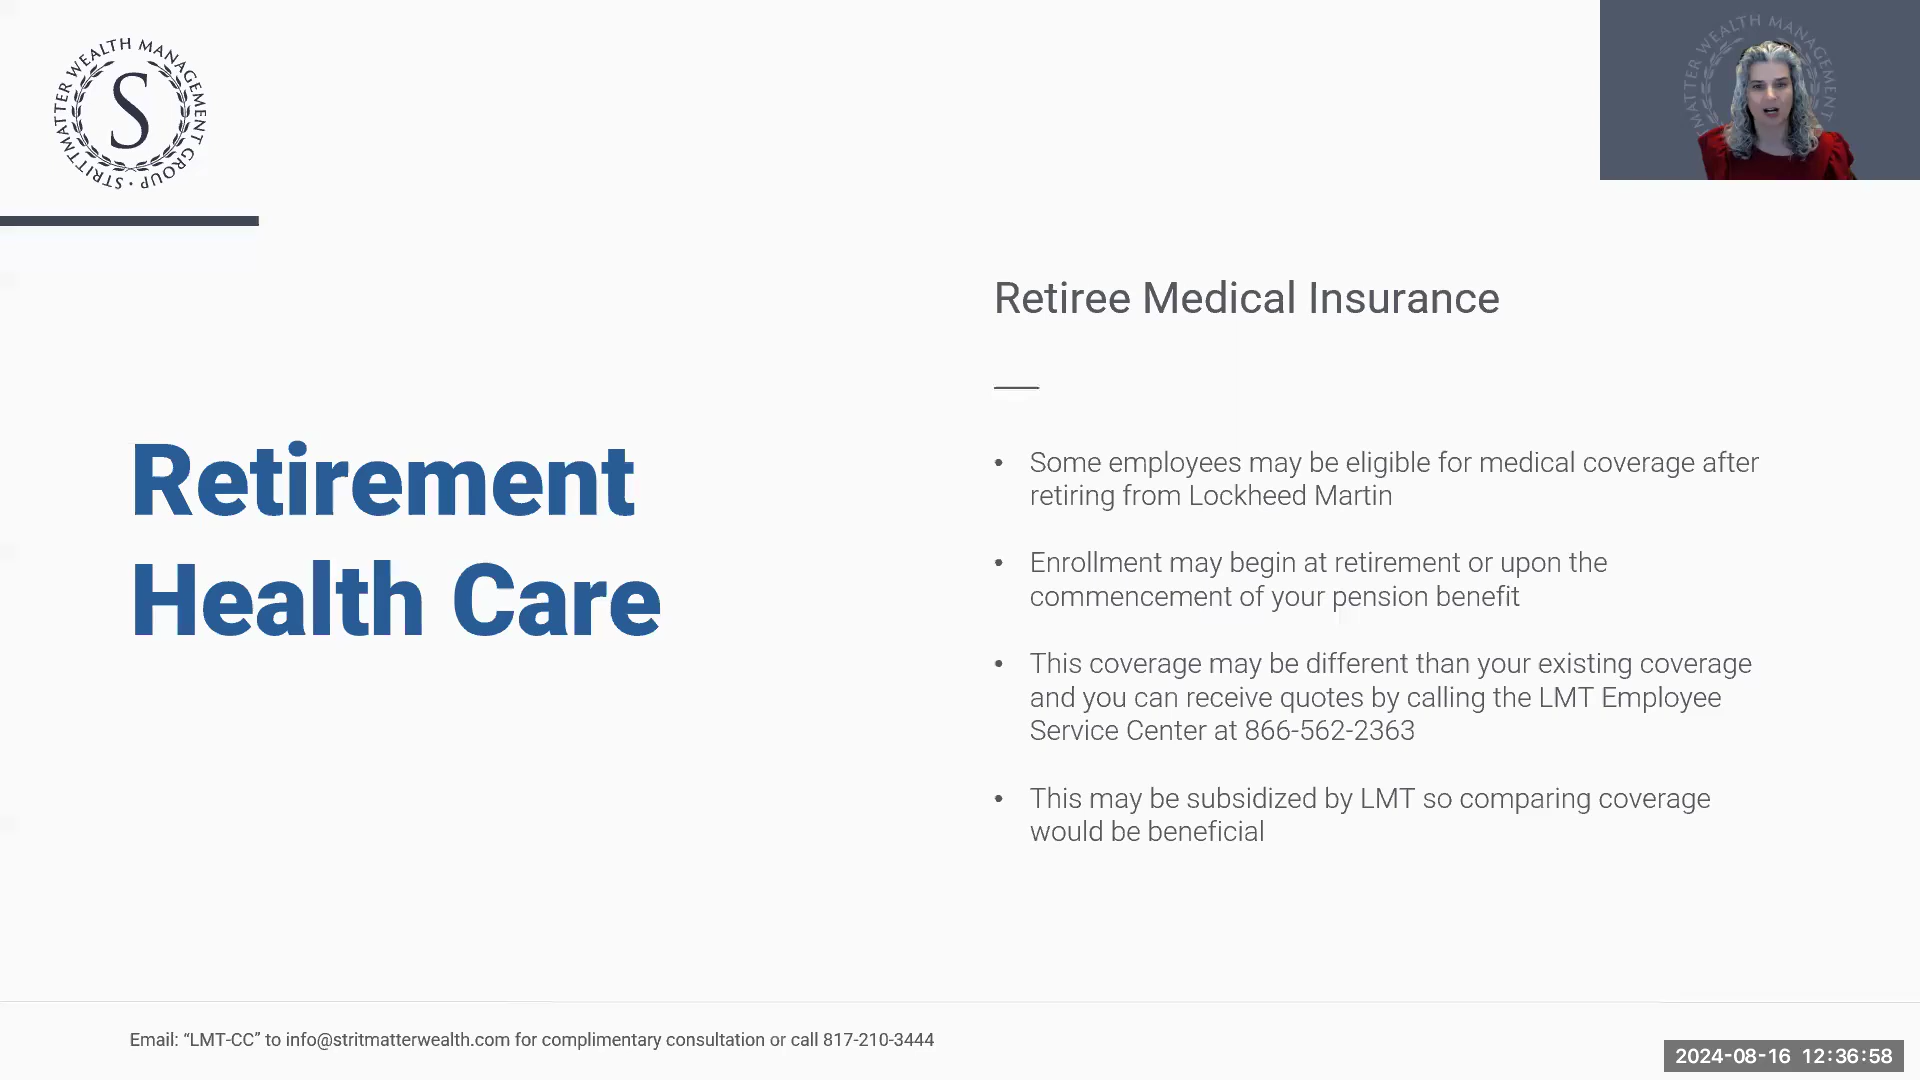 STRITTMATTER WEALTH MANAGEMENT GROUP ·
S
MATTER WEALTH MANAGEMENT
Retiree Medical Insurance
Retirement
Health Care
• Some employees may be eligible for medical coverage after
retiring from Lockheed Martin
• Enrollment may begin at retirement or upon the
commencement of your pension benefit
• This coverage may be different than your existing coverage
and you can receive quotes by calling the LMT Employee
Service Center at 866-562-2363
• This may be subsidized by LMT so comparing coverage
would be beneficial
Email: “LMT-CC” to info@stritmatterwealth.com for complimentary consultation or call 817-210-3444
2024-08-16 12:36:58